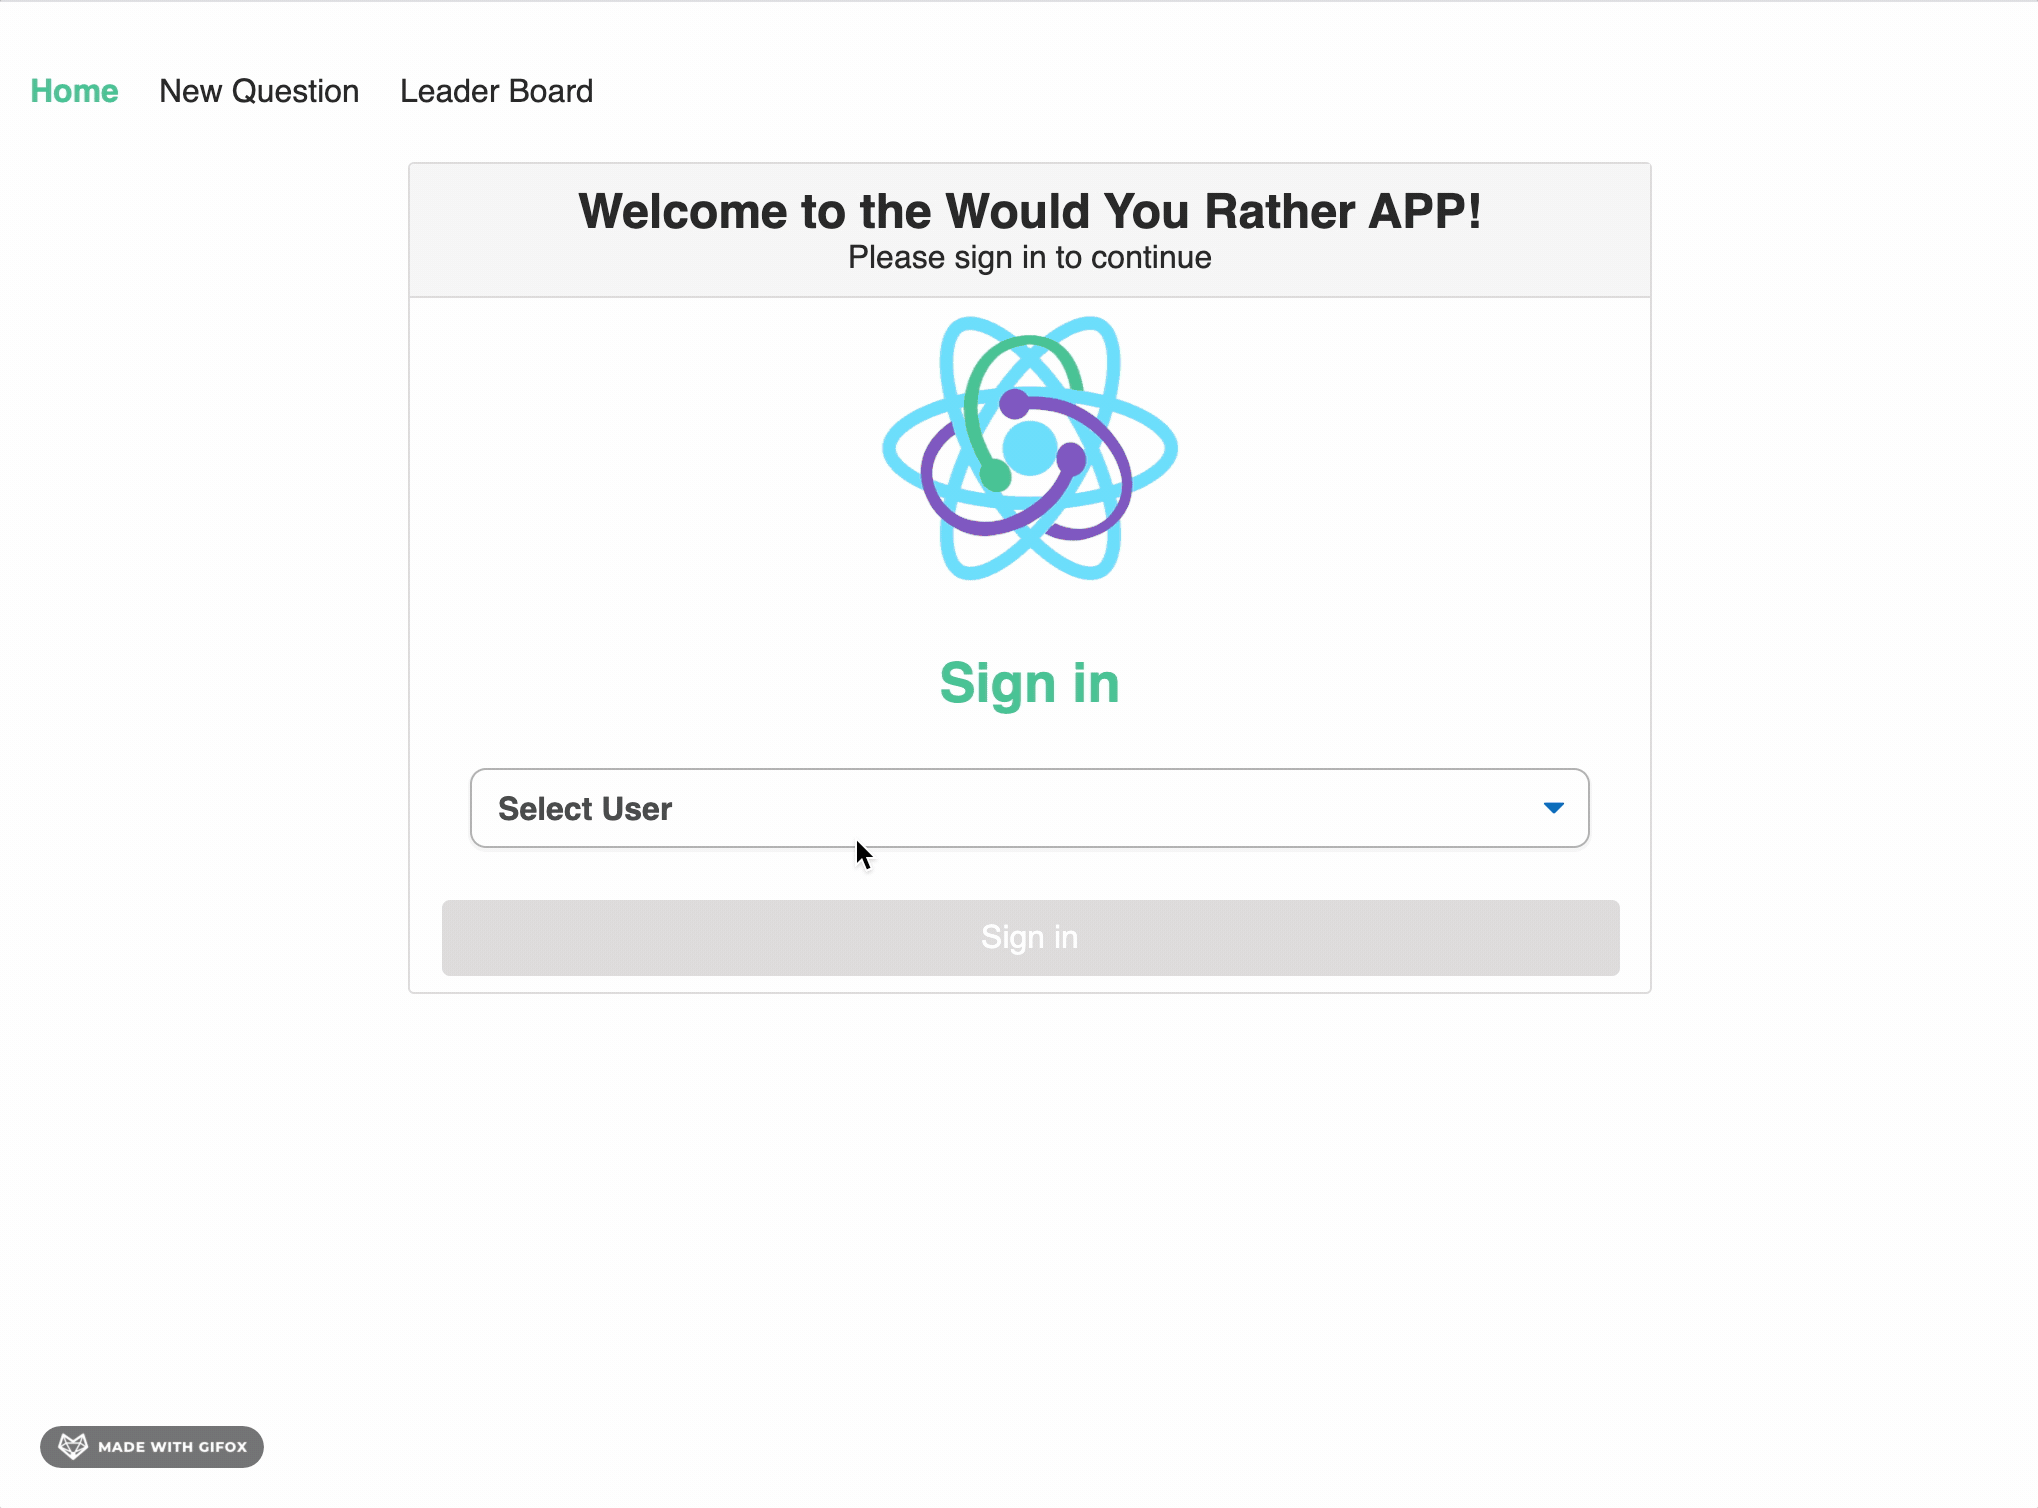 Home New Question Leader Board
Welcome to the Would You Rather APP!
Please sign in to continue
Sign in
Select User
Sign in
MADE WITH GIFOX